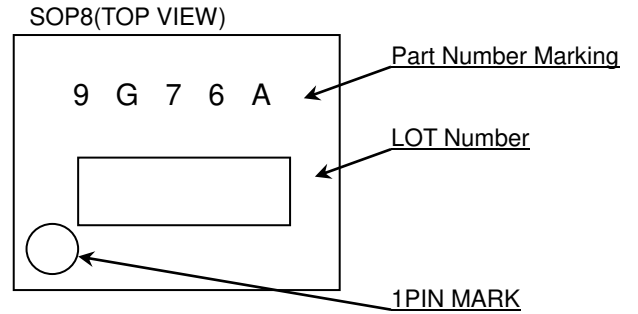 SOP8(TOP VIEW)
Part Number Marking
9 G 7 6 A
LOT Number
1PIN MARK